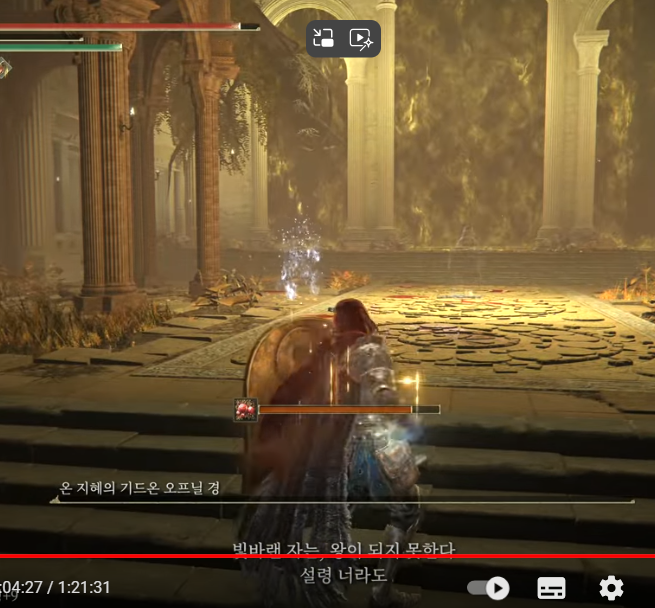 온 지혜의 기드온 오프닐 경
빛바랜 자는, 왕이 되지 못한다
설령 너라도
:04:27 / 1:21:31